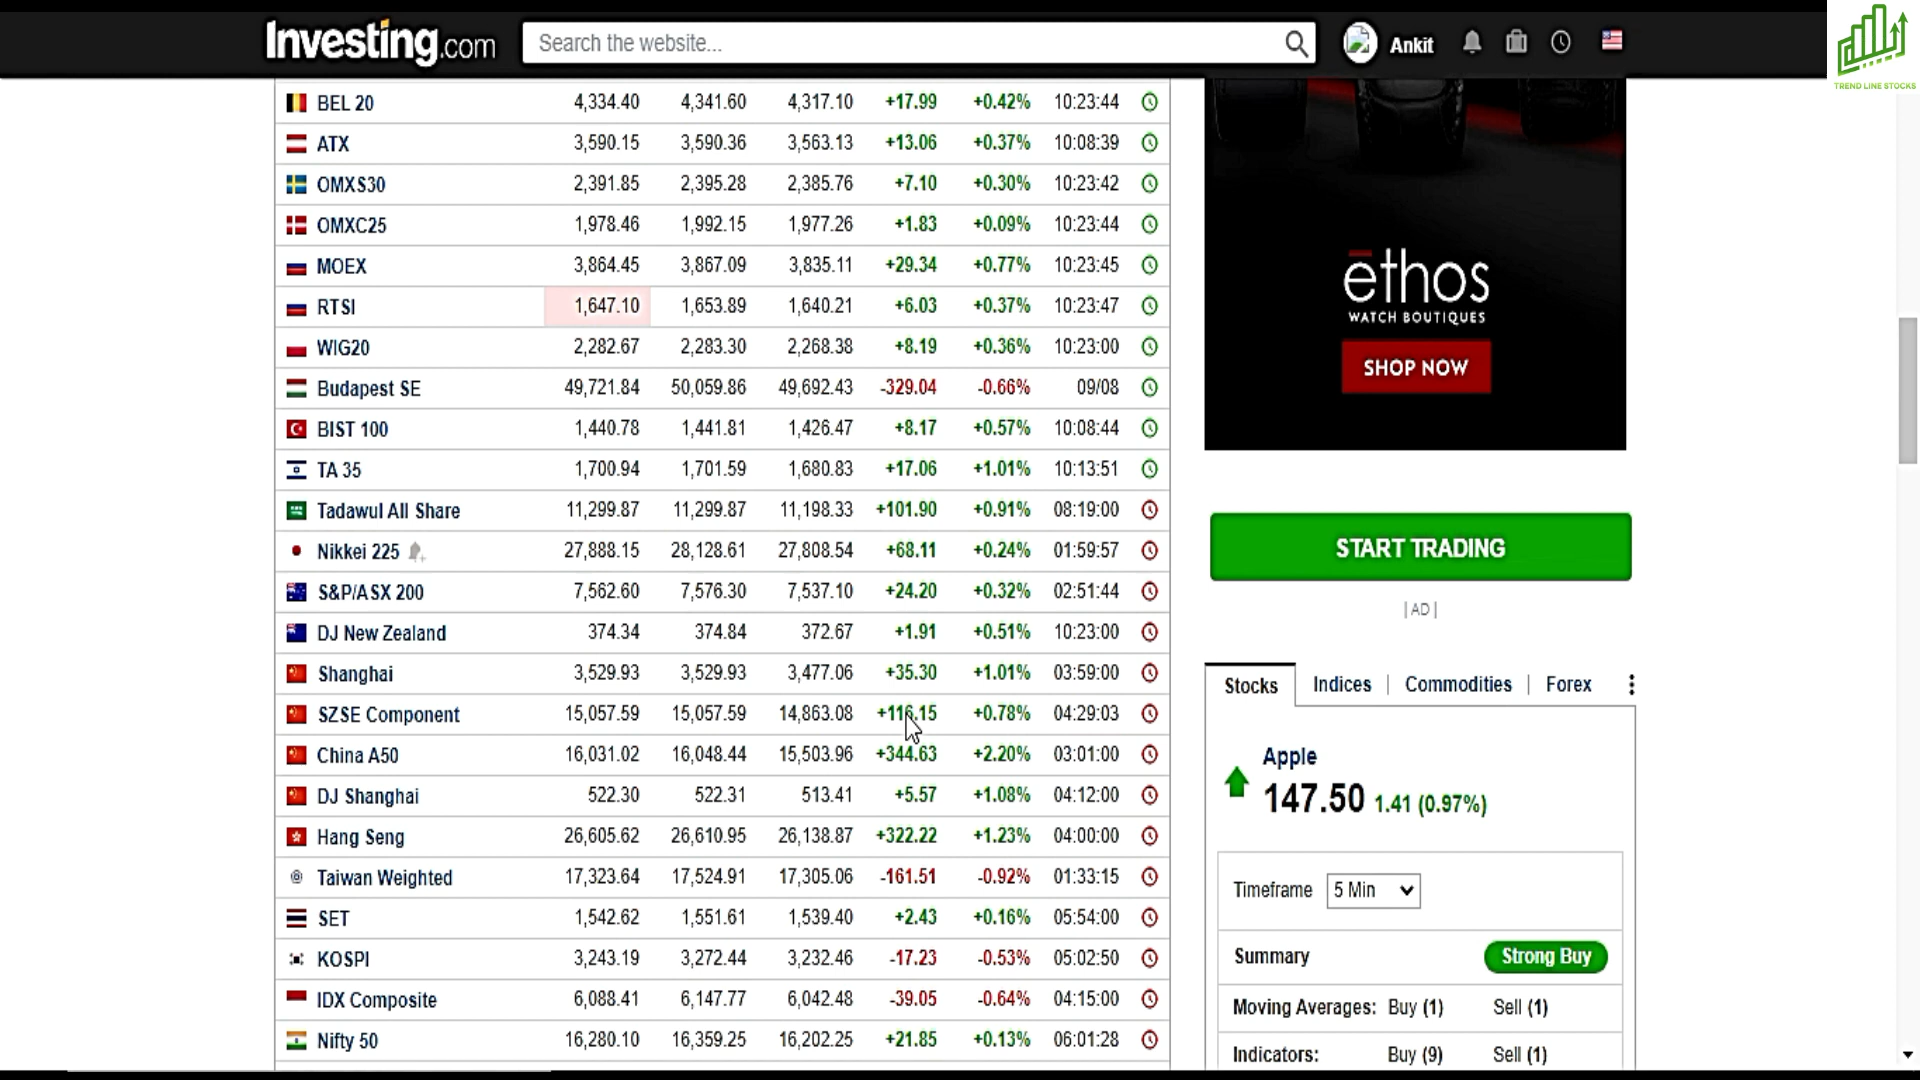 Investing.com
Search the website...
Ankit
TREND LINE STOCKS
BEL 20 4,334.40 4,341.60 4,317.10 +17.99 +0.42% 10:23:44
ATX 3,590.15 3,590.36 3,563.13 +13.06 +0.37% 10:08:39
OMXS30 2,391.85 2,395.28 2,385.76 +7.10 +0.30% 10:23:42
OMXC25 1,978.46 1,992.15 1,977.26 +1.83 +0.09% 10:23:44
MOEX 3,864.45 3,867.09 3,835.11 +29.34 +0.77% 10:23:45
RTSI 1,647.10 1,653.89 1,640.21 +6.03 +0.37% 10:23:47
WIG20 2,282.67 2,283.30 2,268.38 +8.19 +0.36% 10:23:00
Budapest SE 49,721.84 50,059.86 49,692.43 -329.04 -0.66% 09/08
BIST 100 1,440.78 1,441.81 1,426.47 +8.17 +0.57% 10:08:44
TA 35 1,700.94 1,701.59 1,680.83 +17.06 +1.01% 10:13:51
Tadawul All Share 11,299.87 11,299.87 11,198.33 +101.90 +0.91% 08:19:00
Nikkei 225 27,888.15 28,128.61 27,808.54 +68.11 +0.24% 01:59:57
S&P/ASX 200 7,562.60 7,576.30 7,537.10 +24.20 +0.32% 02:51:44
DJ New Zealand 374.34 374.84 372.67 +1.91 +0.51% 10:23:00
Shanghai 3,529.93 3,529.93 3,477.06 +35.30 +1.01% 03:59:00
SZSE Component 15,057.59 15,057.59 14,863.08 +116.15 +0.78% 04:29:03
China A50 16,031.02 16,048.44 15,503.96 +344.63 +2.20% 03:01:00
DJ Shanghai 522.30 522.31 513.41 +5.57 +1.08% 04:12:00
Hang Seng 26,605.62 26,610.95 26,138.87 +322.22 +1.23% 04:00:00
Taiwan Weighted 17,323.64 17,524.91 17,305.06 -161.51 -0.92% 01:33:15
SET 1,542.62 1,551.61 1,539.40 +2.43 +0.16% 05:54:00
KOSPI 3,243.19 3,272.44 3,232.46 -17.23 -0.53% 05:02:50
IDX Composite 6,088.41 6,147.77 6,042.48 -39.05 -0.64% 04:15:00
Nifty 50 16,280.10 16,359.25 16,202.25 +21.85 +0.13% 06:01:28
ethos
WATCH BOUTIQUES
SHOP NOW
START TRADING
| AD |
Stocks Indices | Commodities | Forex
Apple
147.50 1.41 (0.97%)
Timeframe 5 Min
Summary Strong Buy
Moving Averages: Buy (1) Sell (1)
Indicators: Buy (9) Sell (1)